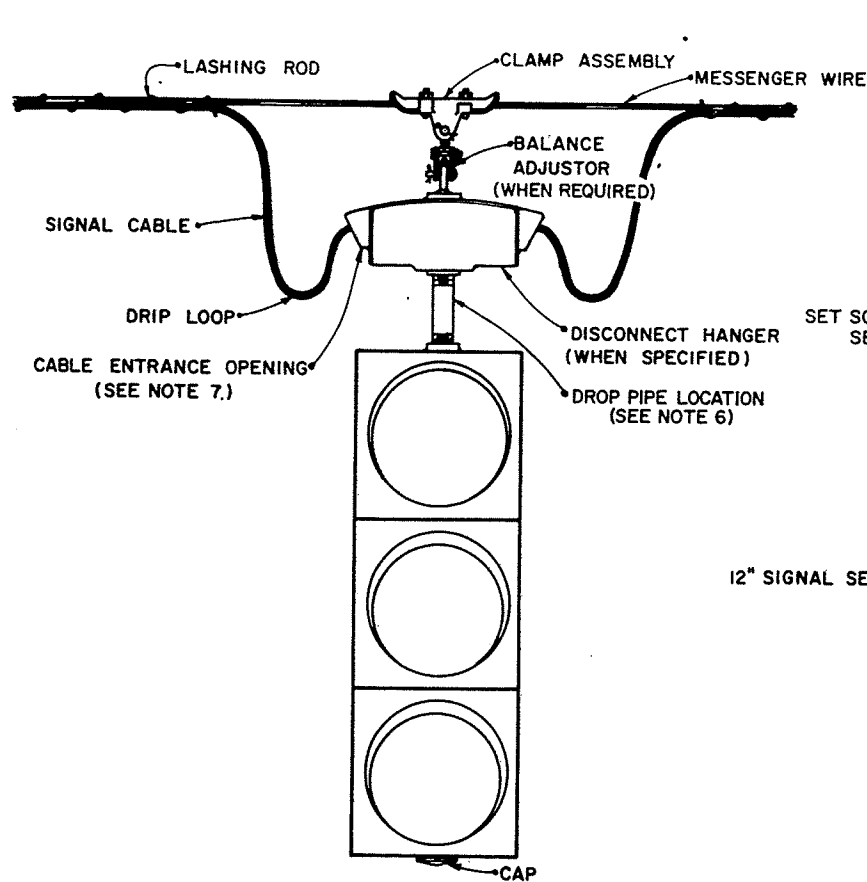 LASHING ROD
CLAMP ASSEMBLY
MESSENGER WIRE
BALANCE
ADJUSTOR
(WHEN REQUIRED)
SIGNAL CABLE
DRIP LOOP
DISCONNECT HANGER
(WHEN SPECIFIED)
SET
CABLE ENTRANCE OPENING
(SEE NOTE 7.)
DROP PIPE LOCATION
(SEE NOTE 6)
12" SIGNAL
CAP